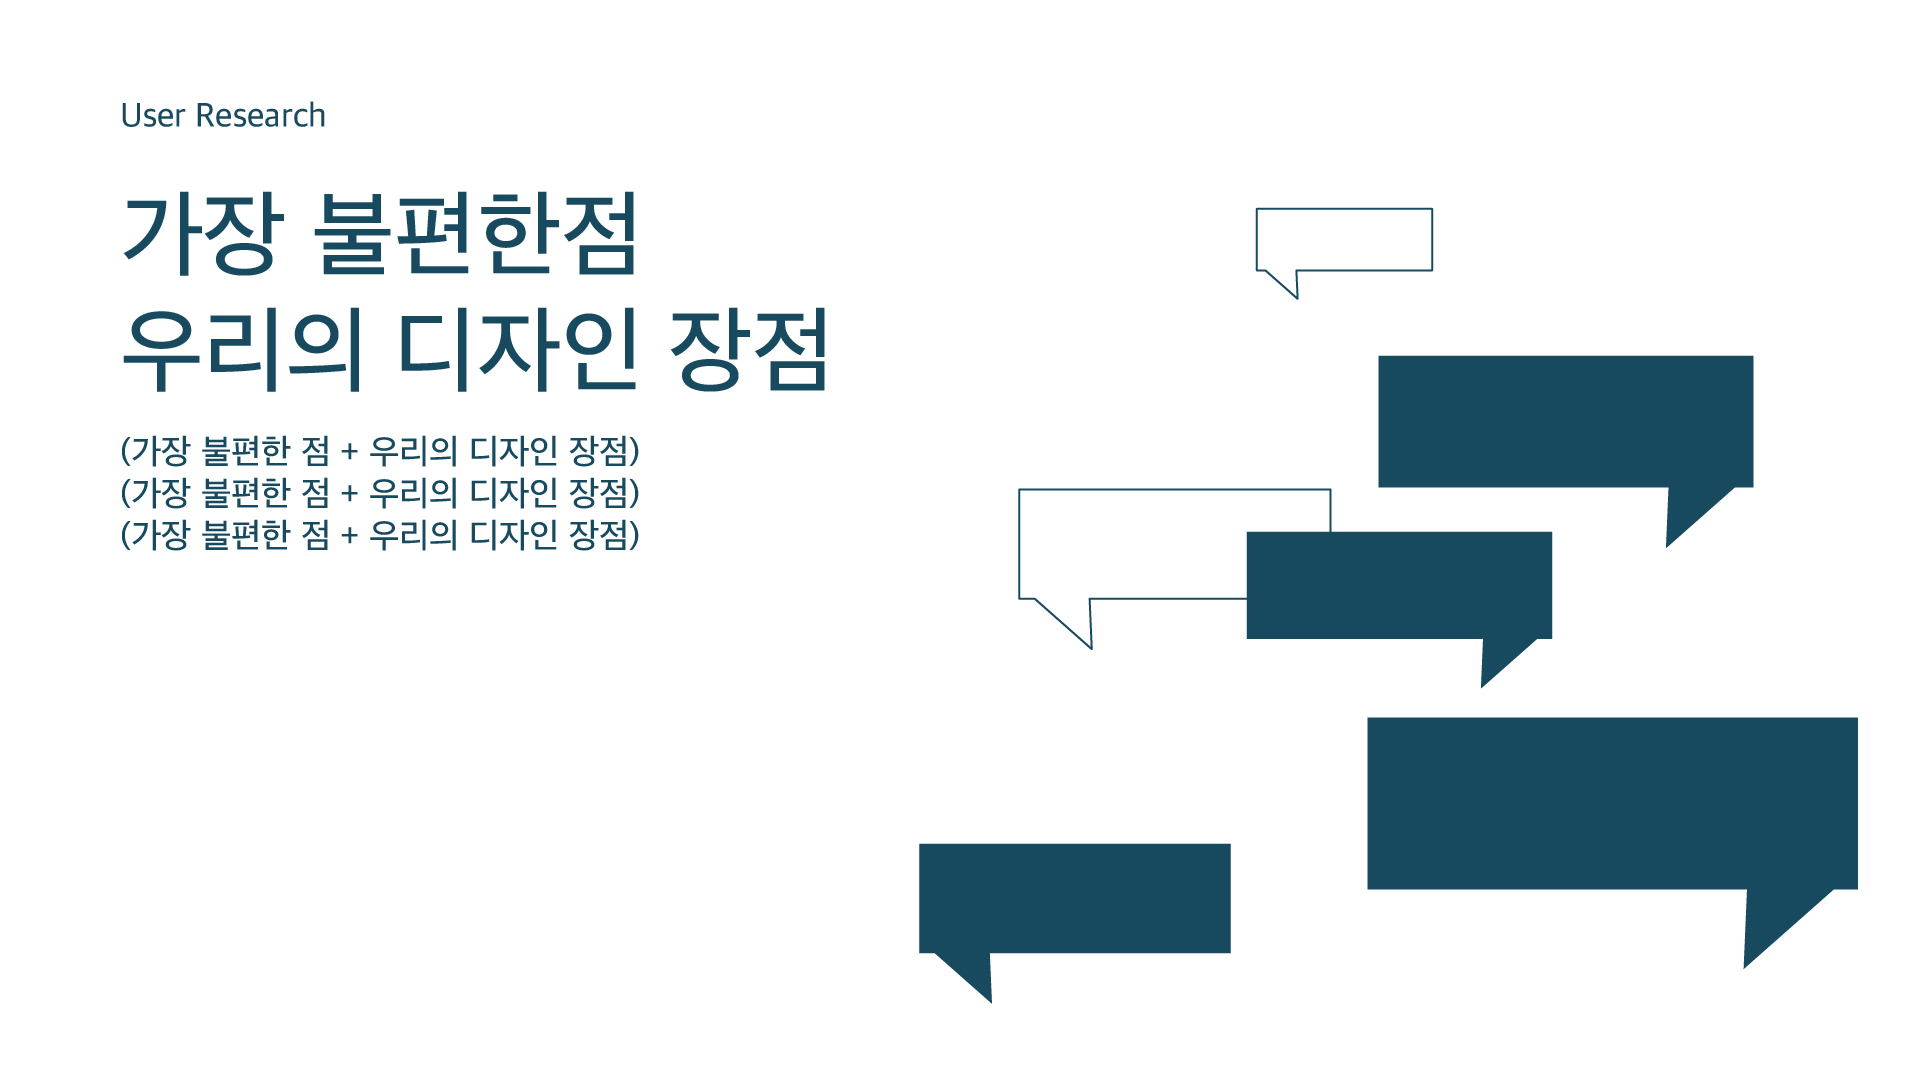 User Research
가장 불편한점
우리의 디자인 장점
(가장 불편한 점 + 우리의 디자인 장점)
(가장 불편한 점 + 우리의 디자인 장점)
(가장 불편한 점 + 우리의 디자인 장점)